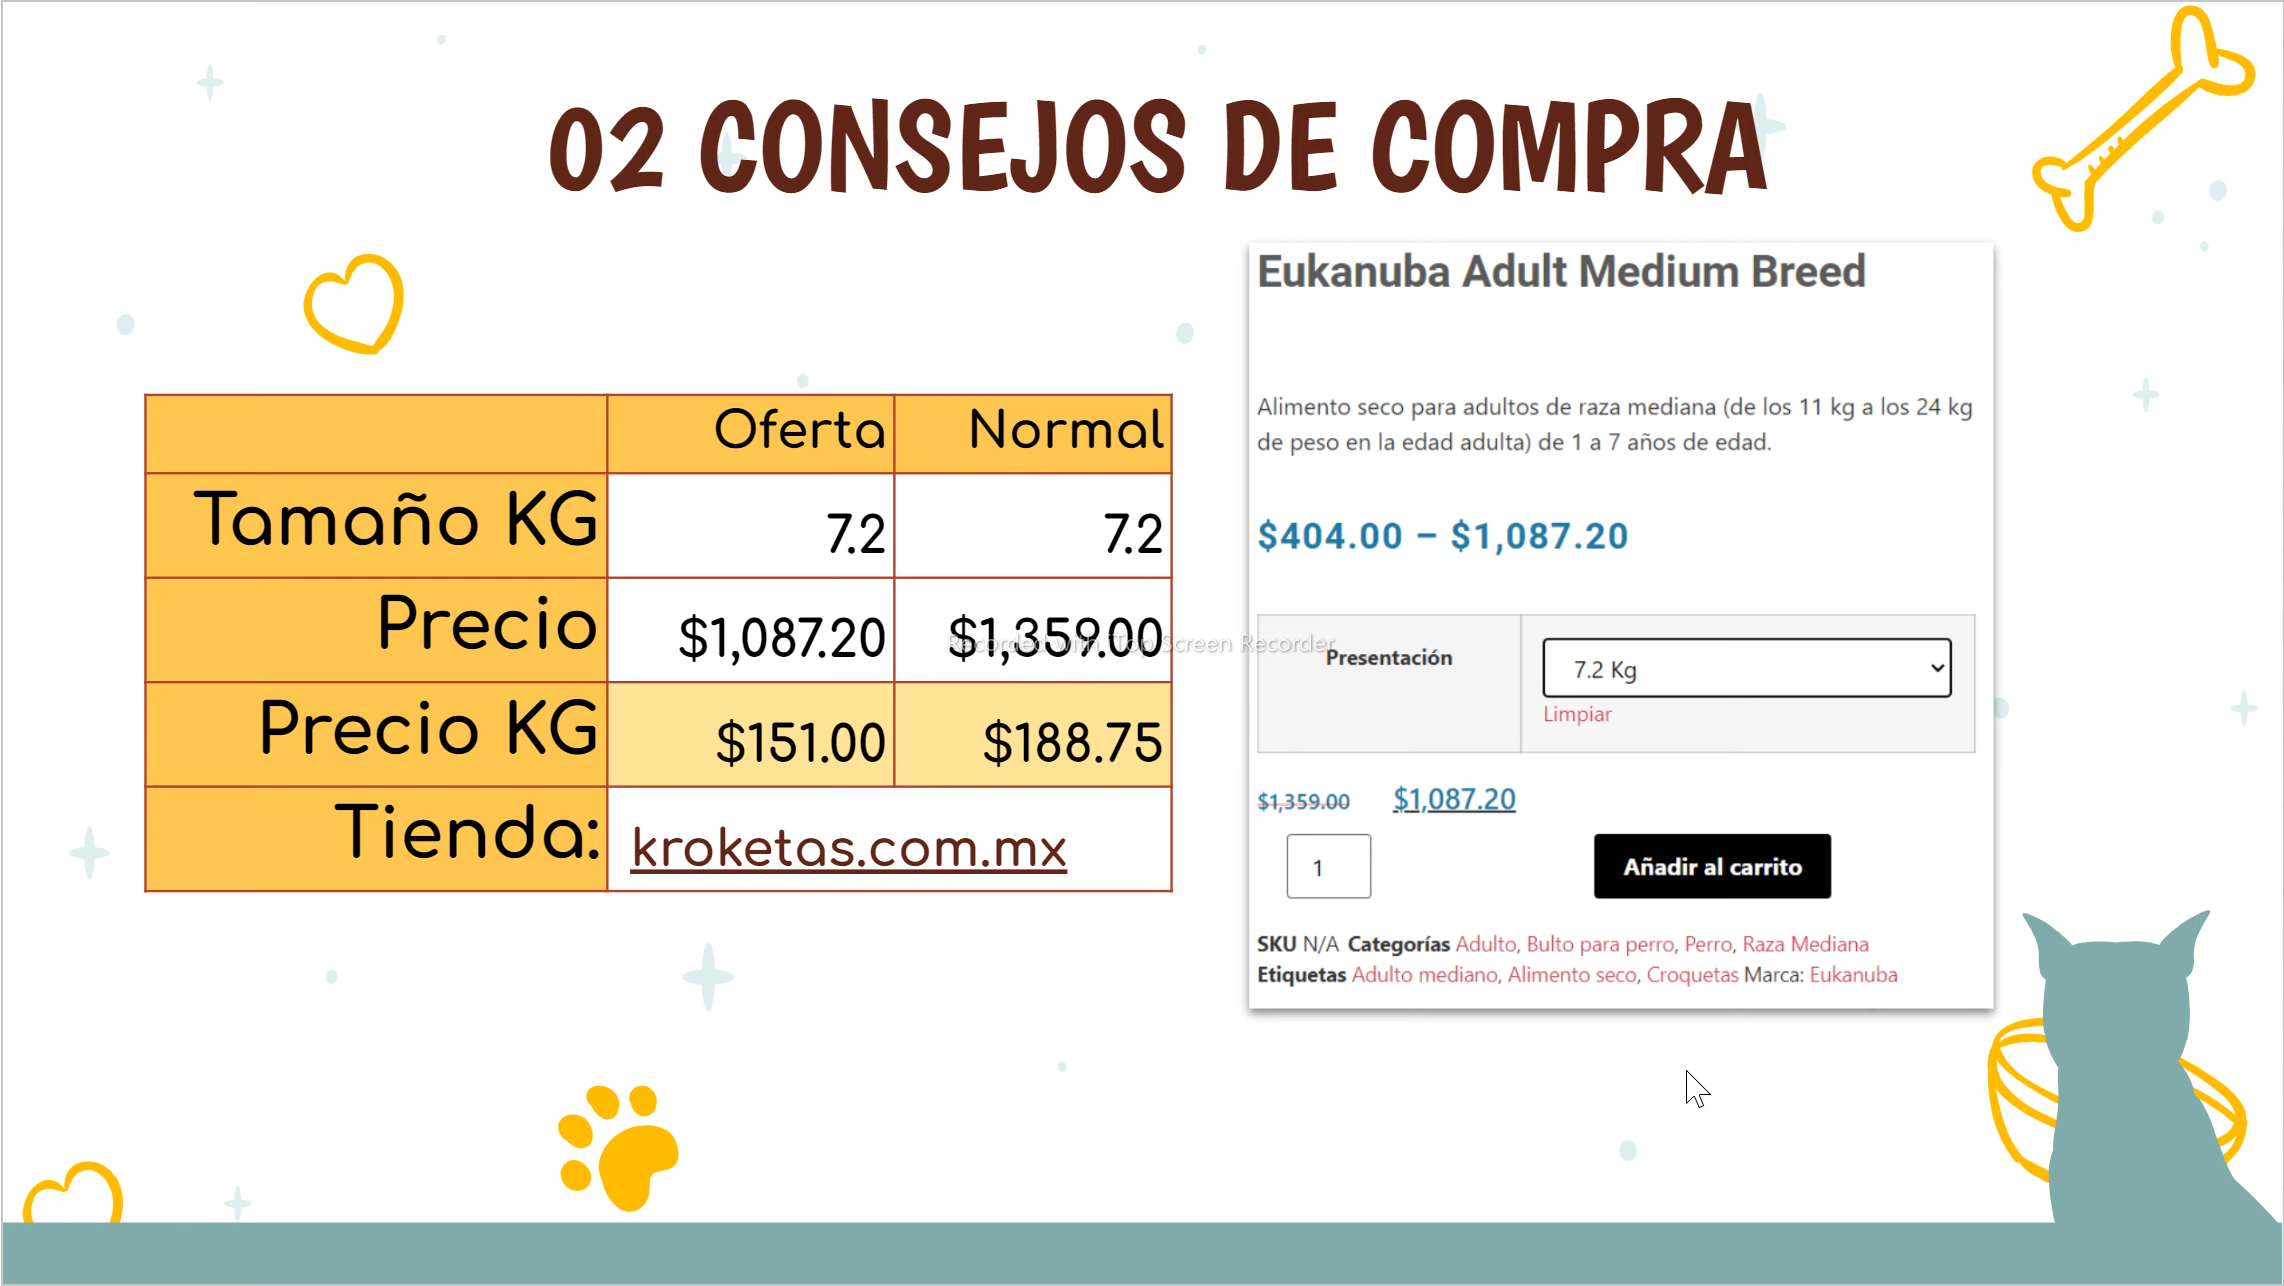 02 CONSEJOS DE COMPRA
Oferta Normal
Tamaño KG 7.2 7.2
Precio $1,087.20 $1,359.00
Precio KG $151.00 $188.75
Tienda: kroketas.com.mx
Recorded with iTop Screen Recorder
Eukanuba Adult Medium Breed
Alimento seco para adultos de raza mediana (de los 11 kg a los 24 kg
de peso en la edad adulta) de 1 a 7 años de edad.
$404.00 – $1,087.20
Presentación 7.2 Kg
Limpiar
$1,359.00 $1,087.20
1 Añadir al carrito
SKU N/A Categorías Adulto, Bulto para perro, Perro, Raza Mediana
Etiquetas Adulto mediano, Alimento seco, Croquetas Marca: Eukanuba